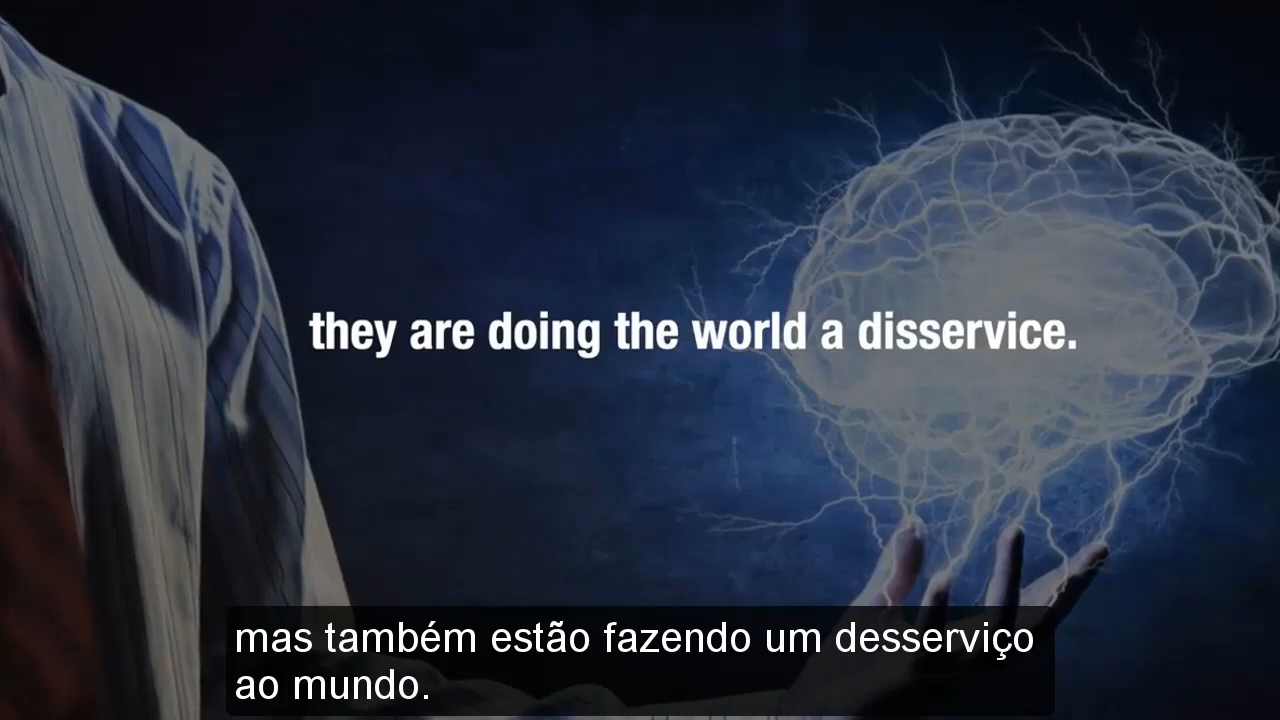 they are doing the world a disservice.
mas também estão fazendo um desserviço
ao mundo.